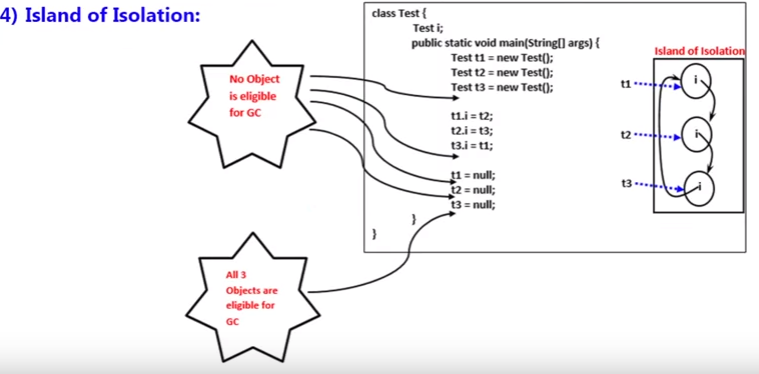 4) Island of Isolation:
No Object
is eligible
for GC
All 3
Objects are
eligible for
GC
class Test {
Test i;
public static void main(String[] args) {
Test t1 = new Test();
Test t2 = new Test();
Test t3 = new Test();
t1.i = t2;
t2.i = t3;
t3.i = t1;
t1 = null;
t2 = null;
t3 = null;
}
}
Island of Isolation
t1
i
t2
i
t3
i